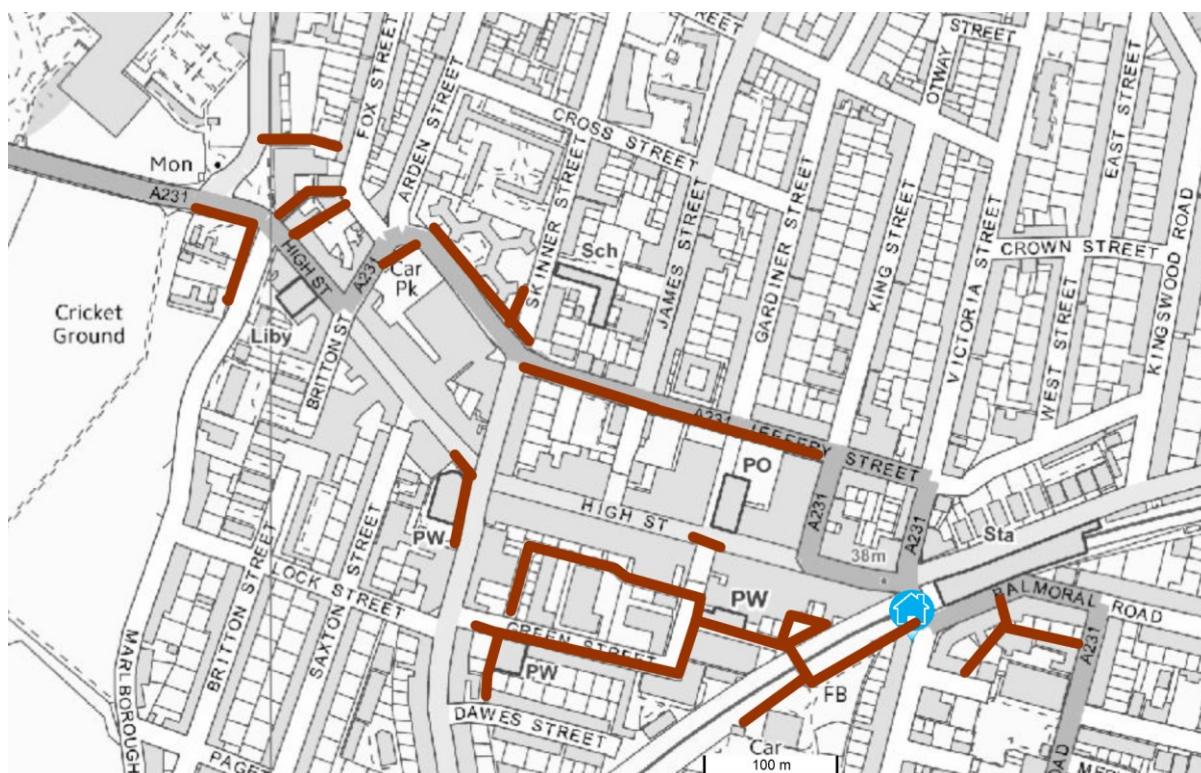 OTWAY
STREET
FOX STREET
EAST STREET
ARDEN STREET
CROSS STREET
Mon
A231
SKINNER STREET
Sch
JAMES STREET
GARDINER STREET
KING STREET
VICTORIA STREET
CROWN STREET
KINGSWOOD ROAD
HIGH ST
A231
Car
Pk
Cricket
Ground
Liby
BRITTON ST
WEST STREET
A231
JEFFERY STREET
PO
A231
A231
HIGH ST
PW
38m
Sta
LOCK STREET
BRITTON STREET
SAXTON STREET
MARLBOROUGH
PW
BALMORAL ROAD
GREEN STREET
PW
A231
FB
DAWES STREET
PAGET
Car
100 m